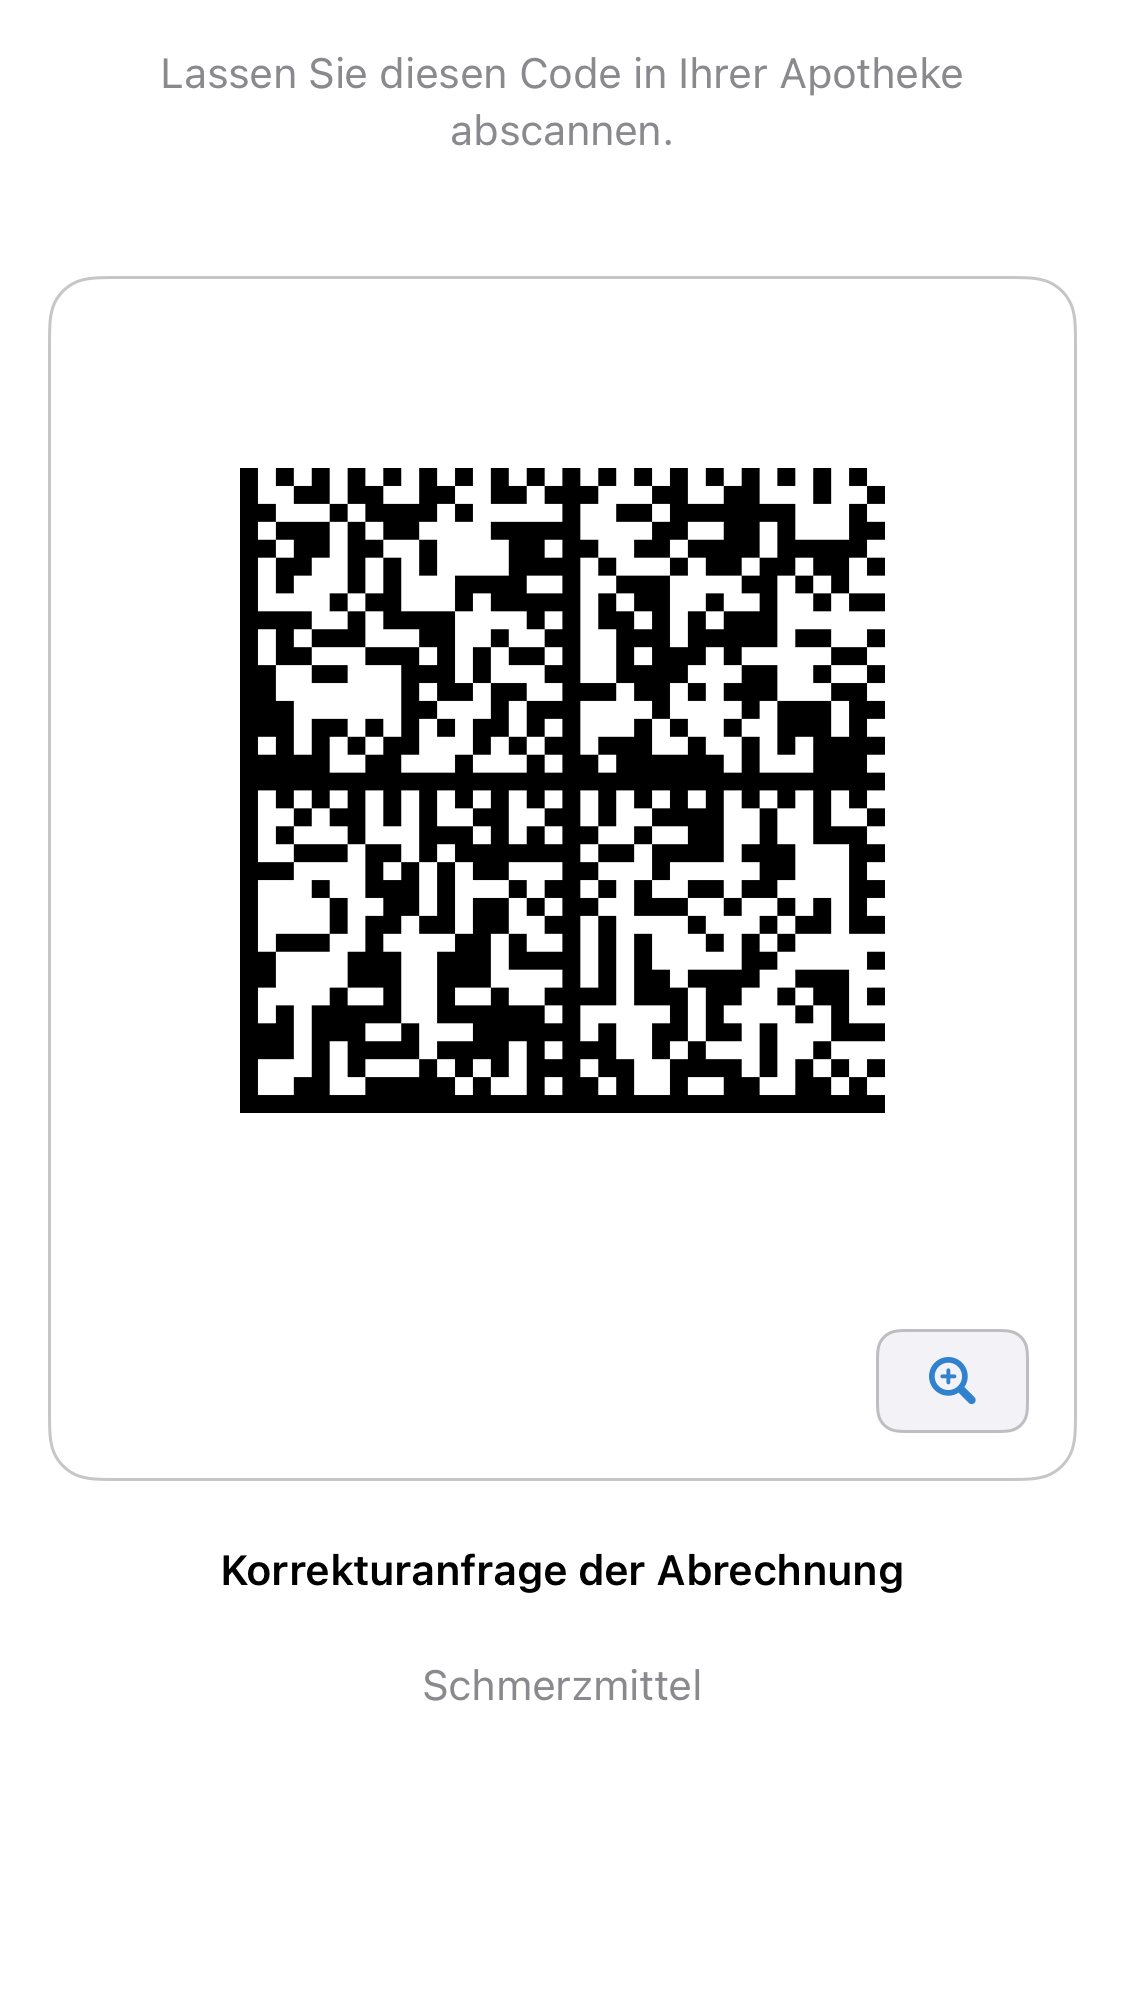 Lassen Sie diesen Code in Ihrer Apotheke
abscannen.
Korrekturanfrage der Abrechnung
Schmerzmittel